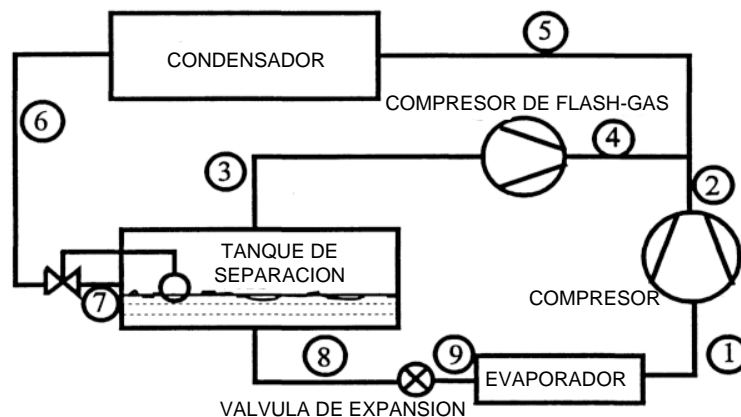 5
CONDENSADOR
COMPRESOR DE FLASH-GAS
6
4
3
2
TANQUE DE
SEPARACION
COMPRESOR
7
8
9
EVAPORADOR
1
VALVULA DE EXPANSION